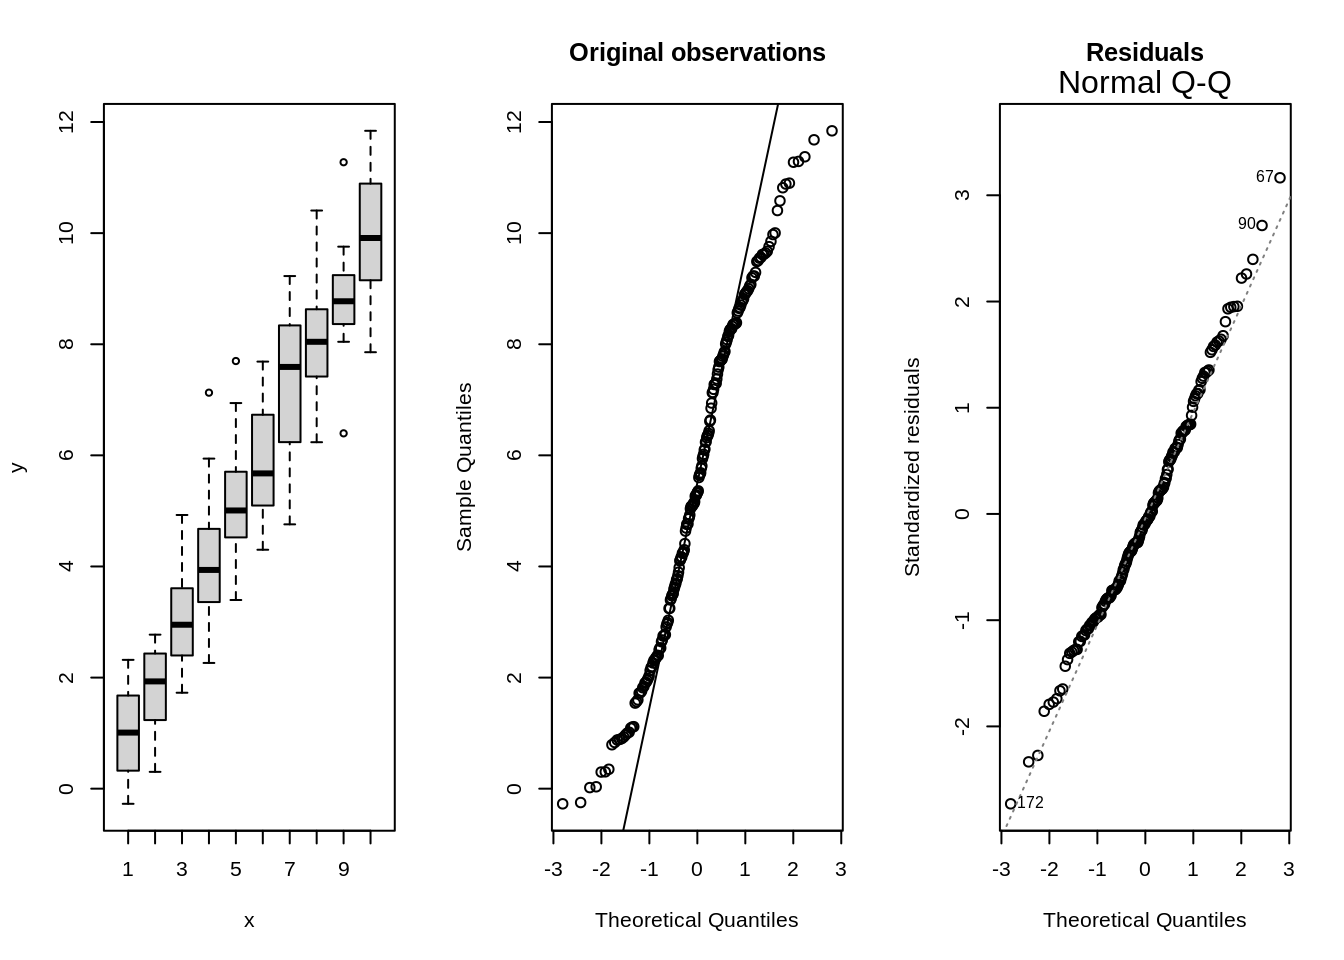 y
12
10
8
6
4
2
0
1 3 5 7 9
x
Original observations
Sample Quantiles
12
10
8
6
4
2
0
-3 -2 -1 0 1 2 3
Theoretical Quantiles
Residuals
Normal Q-Q
Standardized residuals
3
2
1
0
-1
-2
67
90
172
-3 -2 -1 0 1 2 3
Theoretical Quantiles